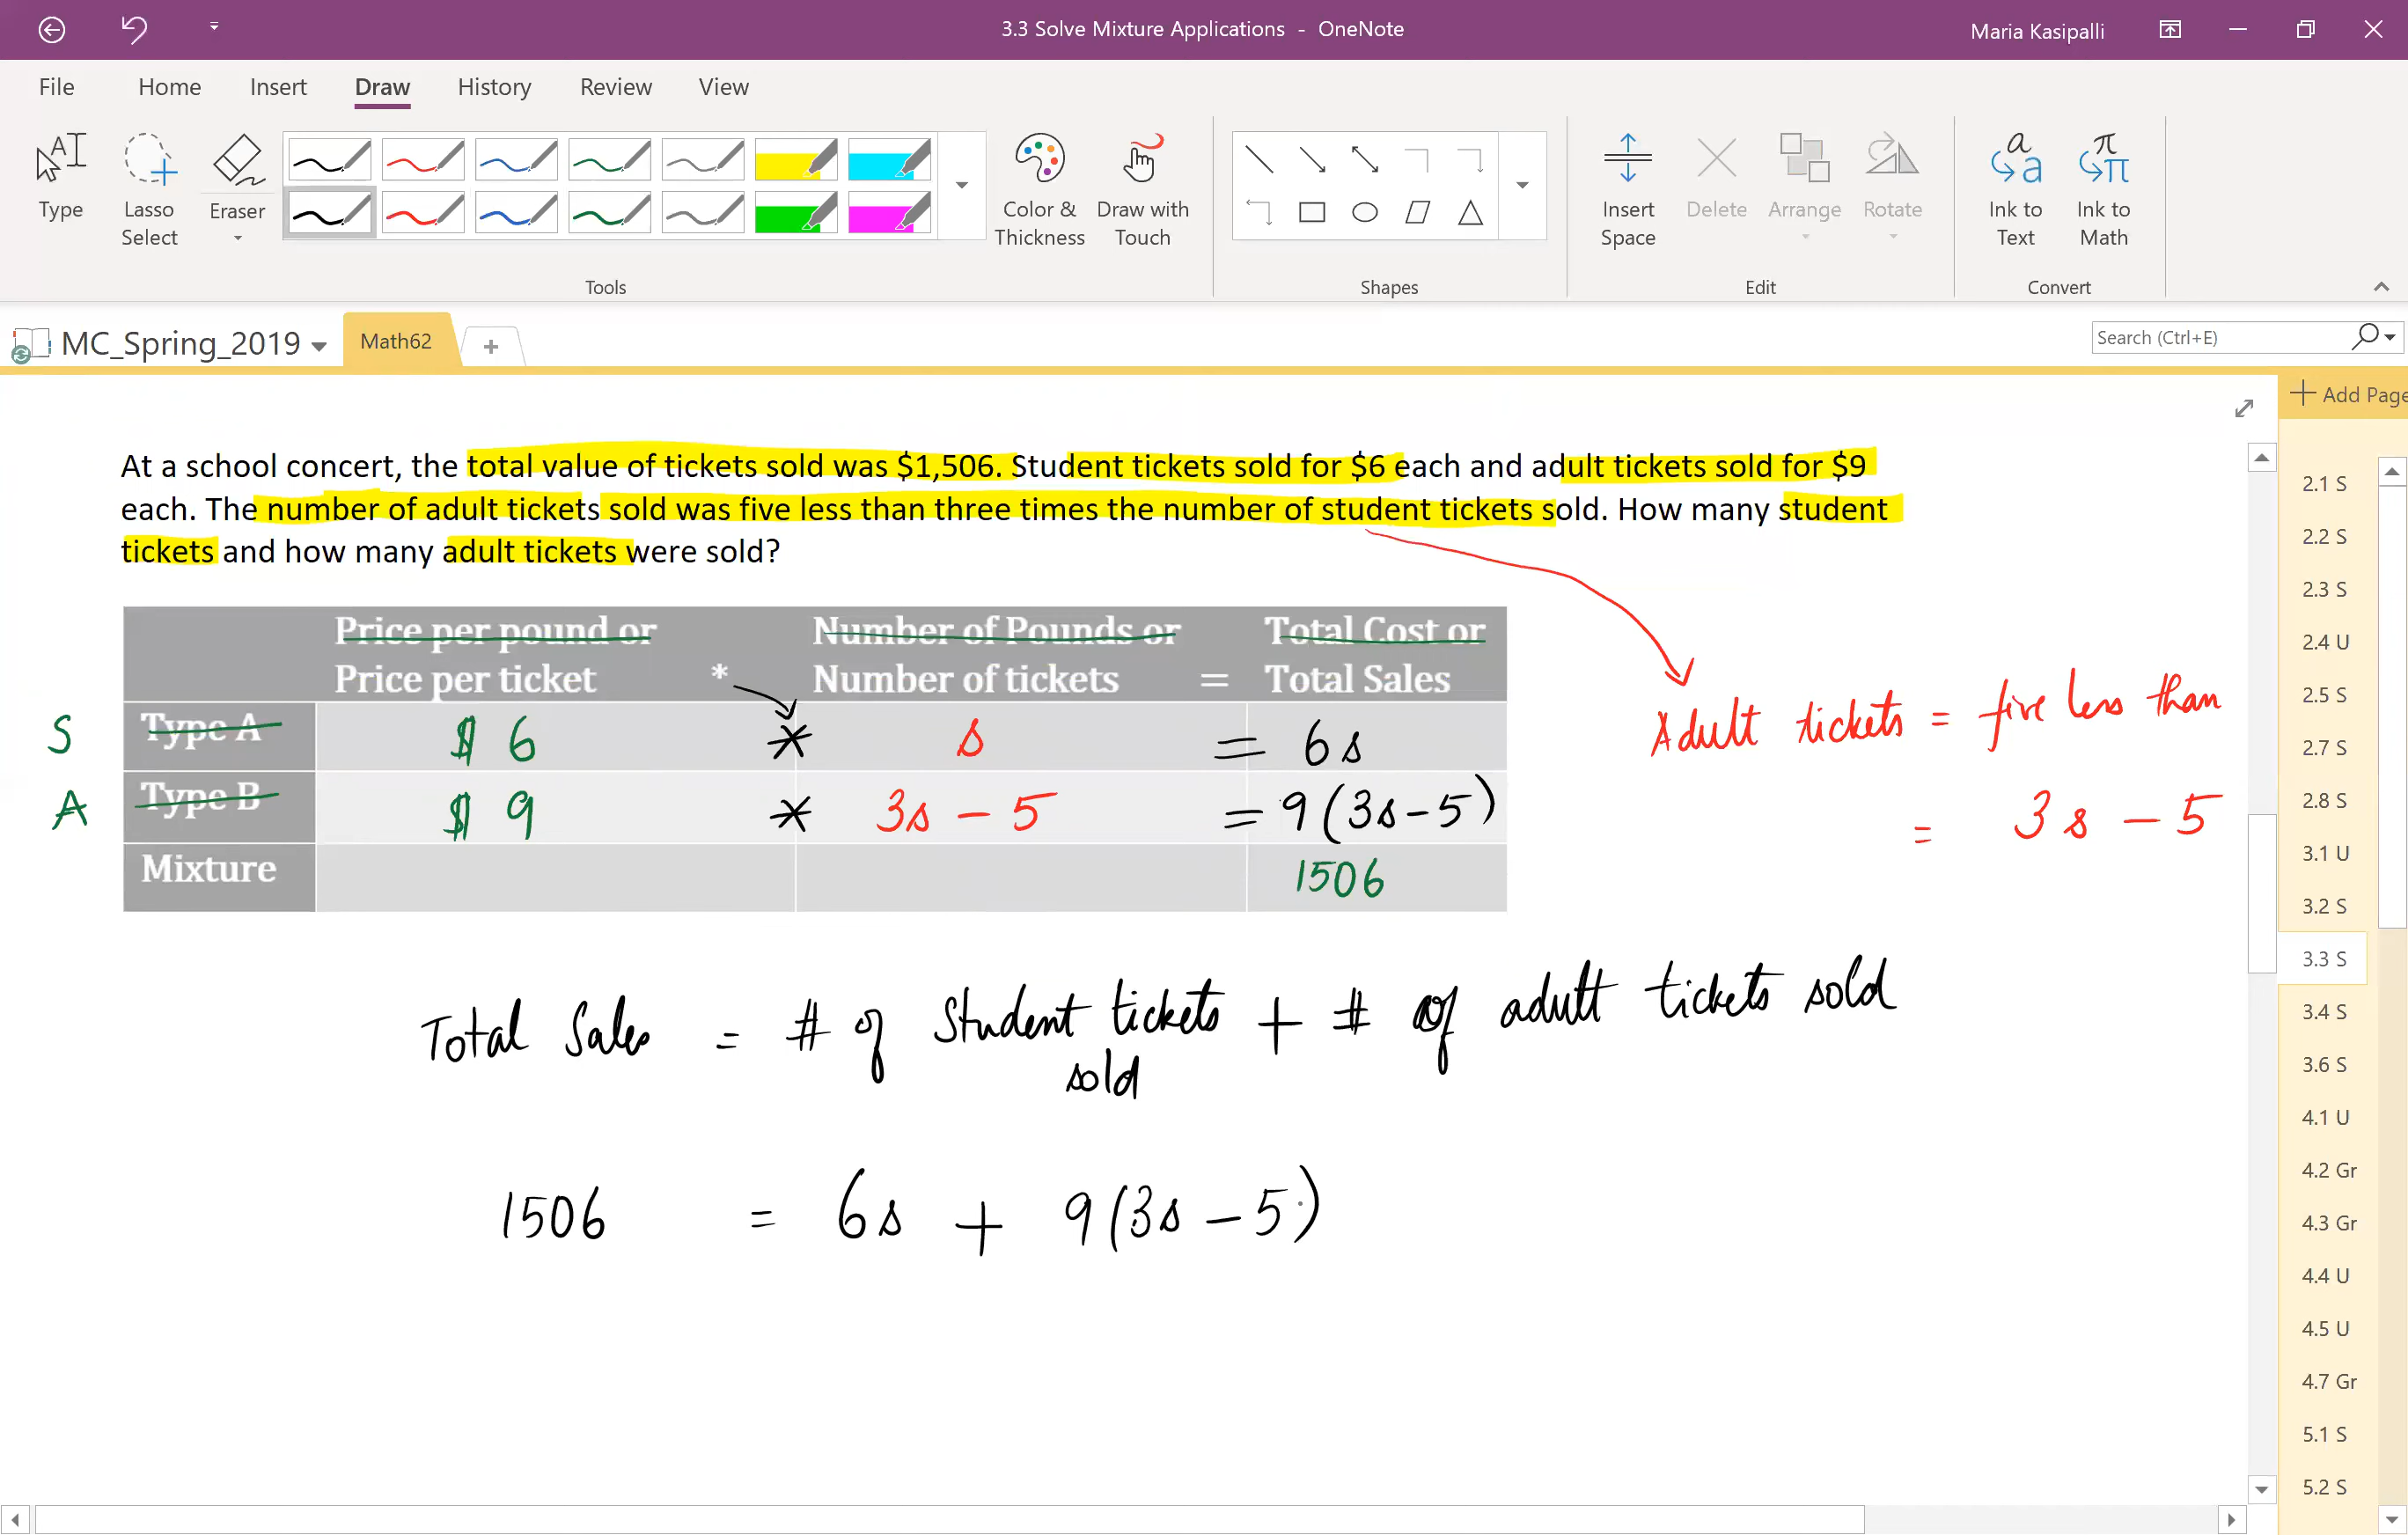 3.3 Solve Mixture Applications - OneNote
Maria Kasipalli
File Home Insert Draw History Review View
Type
Lasso Select
Eraser
Color & Thickness
Draw with Touch
Insert Space
Delete
Arrange
Rotate
Ink to Text
Ink to Math
Tools
Shapes
Edit
Convert
MC_Spring_2019
Math62
Search (Ctrl+E)
Add Page
At a school concert, the total value of tickets sold was $1,506. Student tickets sold for $6 each and adult tickets sold for $9
each. The number of adult tickets sold was five less than three times the number of student tickets sold. How many student
tickets and how many adult tickets were sold?
Price per pound or Number of Pounds or Total Cost or
Price per ticket * Number of tickets = Total Sales
S Type A $ 6 * s = 6s
A Type B $ 9 * 3s - 5 = 9(3s-5)
Mixture 1506
Adult tickets = five less than
= 3s - 5
Total Sales = # of Student tickets + # of adult tickets sold
sold
1506 = 6s + 9(3s-5)
2.1 S
2.2 S
2.3 S
2.4 U
2.5 S
2.7 S
2.8 S
3.1 U
3.2 S
3.3 S
3.4 S
3.6 S
4.1 U
4.2 Gr
4.3 Gr
4.4 U
4.5 U
4.7 Gr
5.1 S
5.2 S